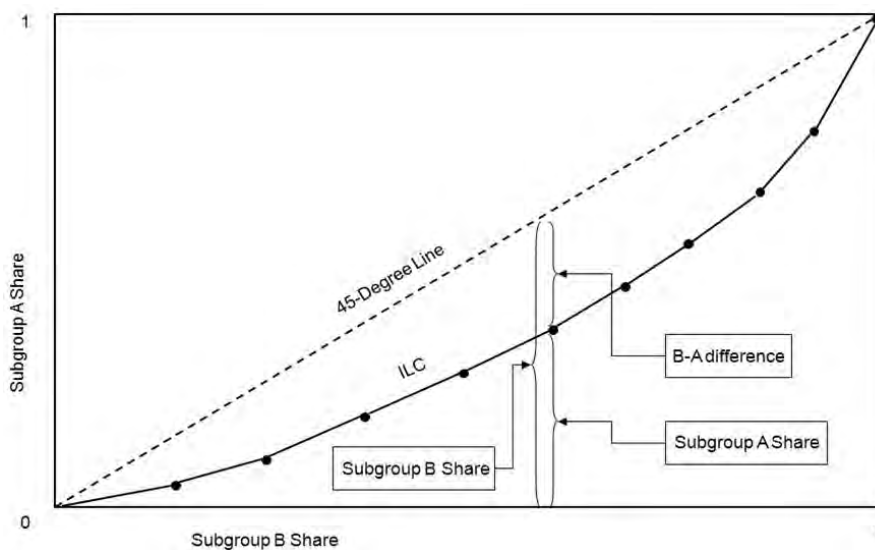 1
Subgroup A Share
45-Degree Line
ILC
B-A difference
Subgroup B Share
Subgroup A Share
0
Subgroup B Share